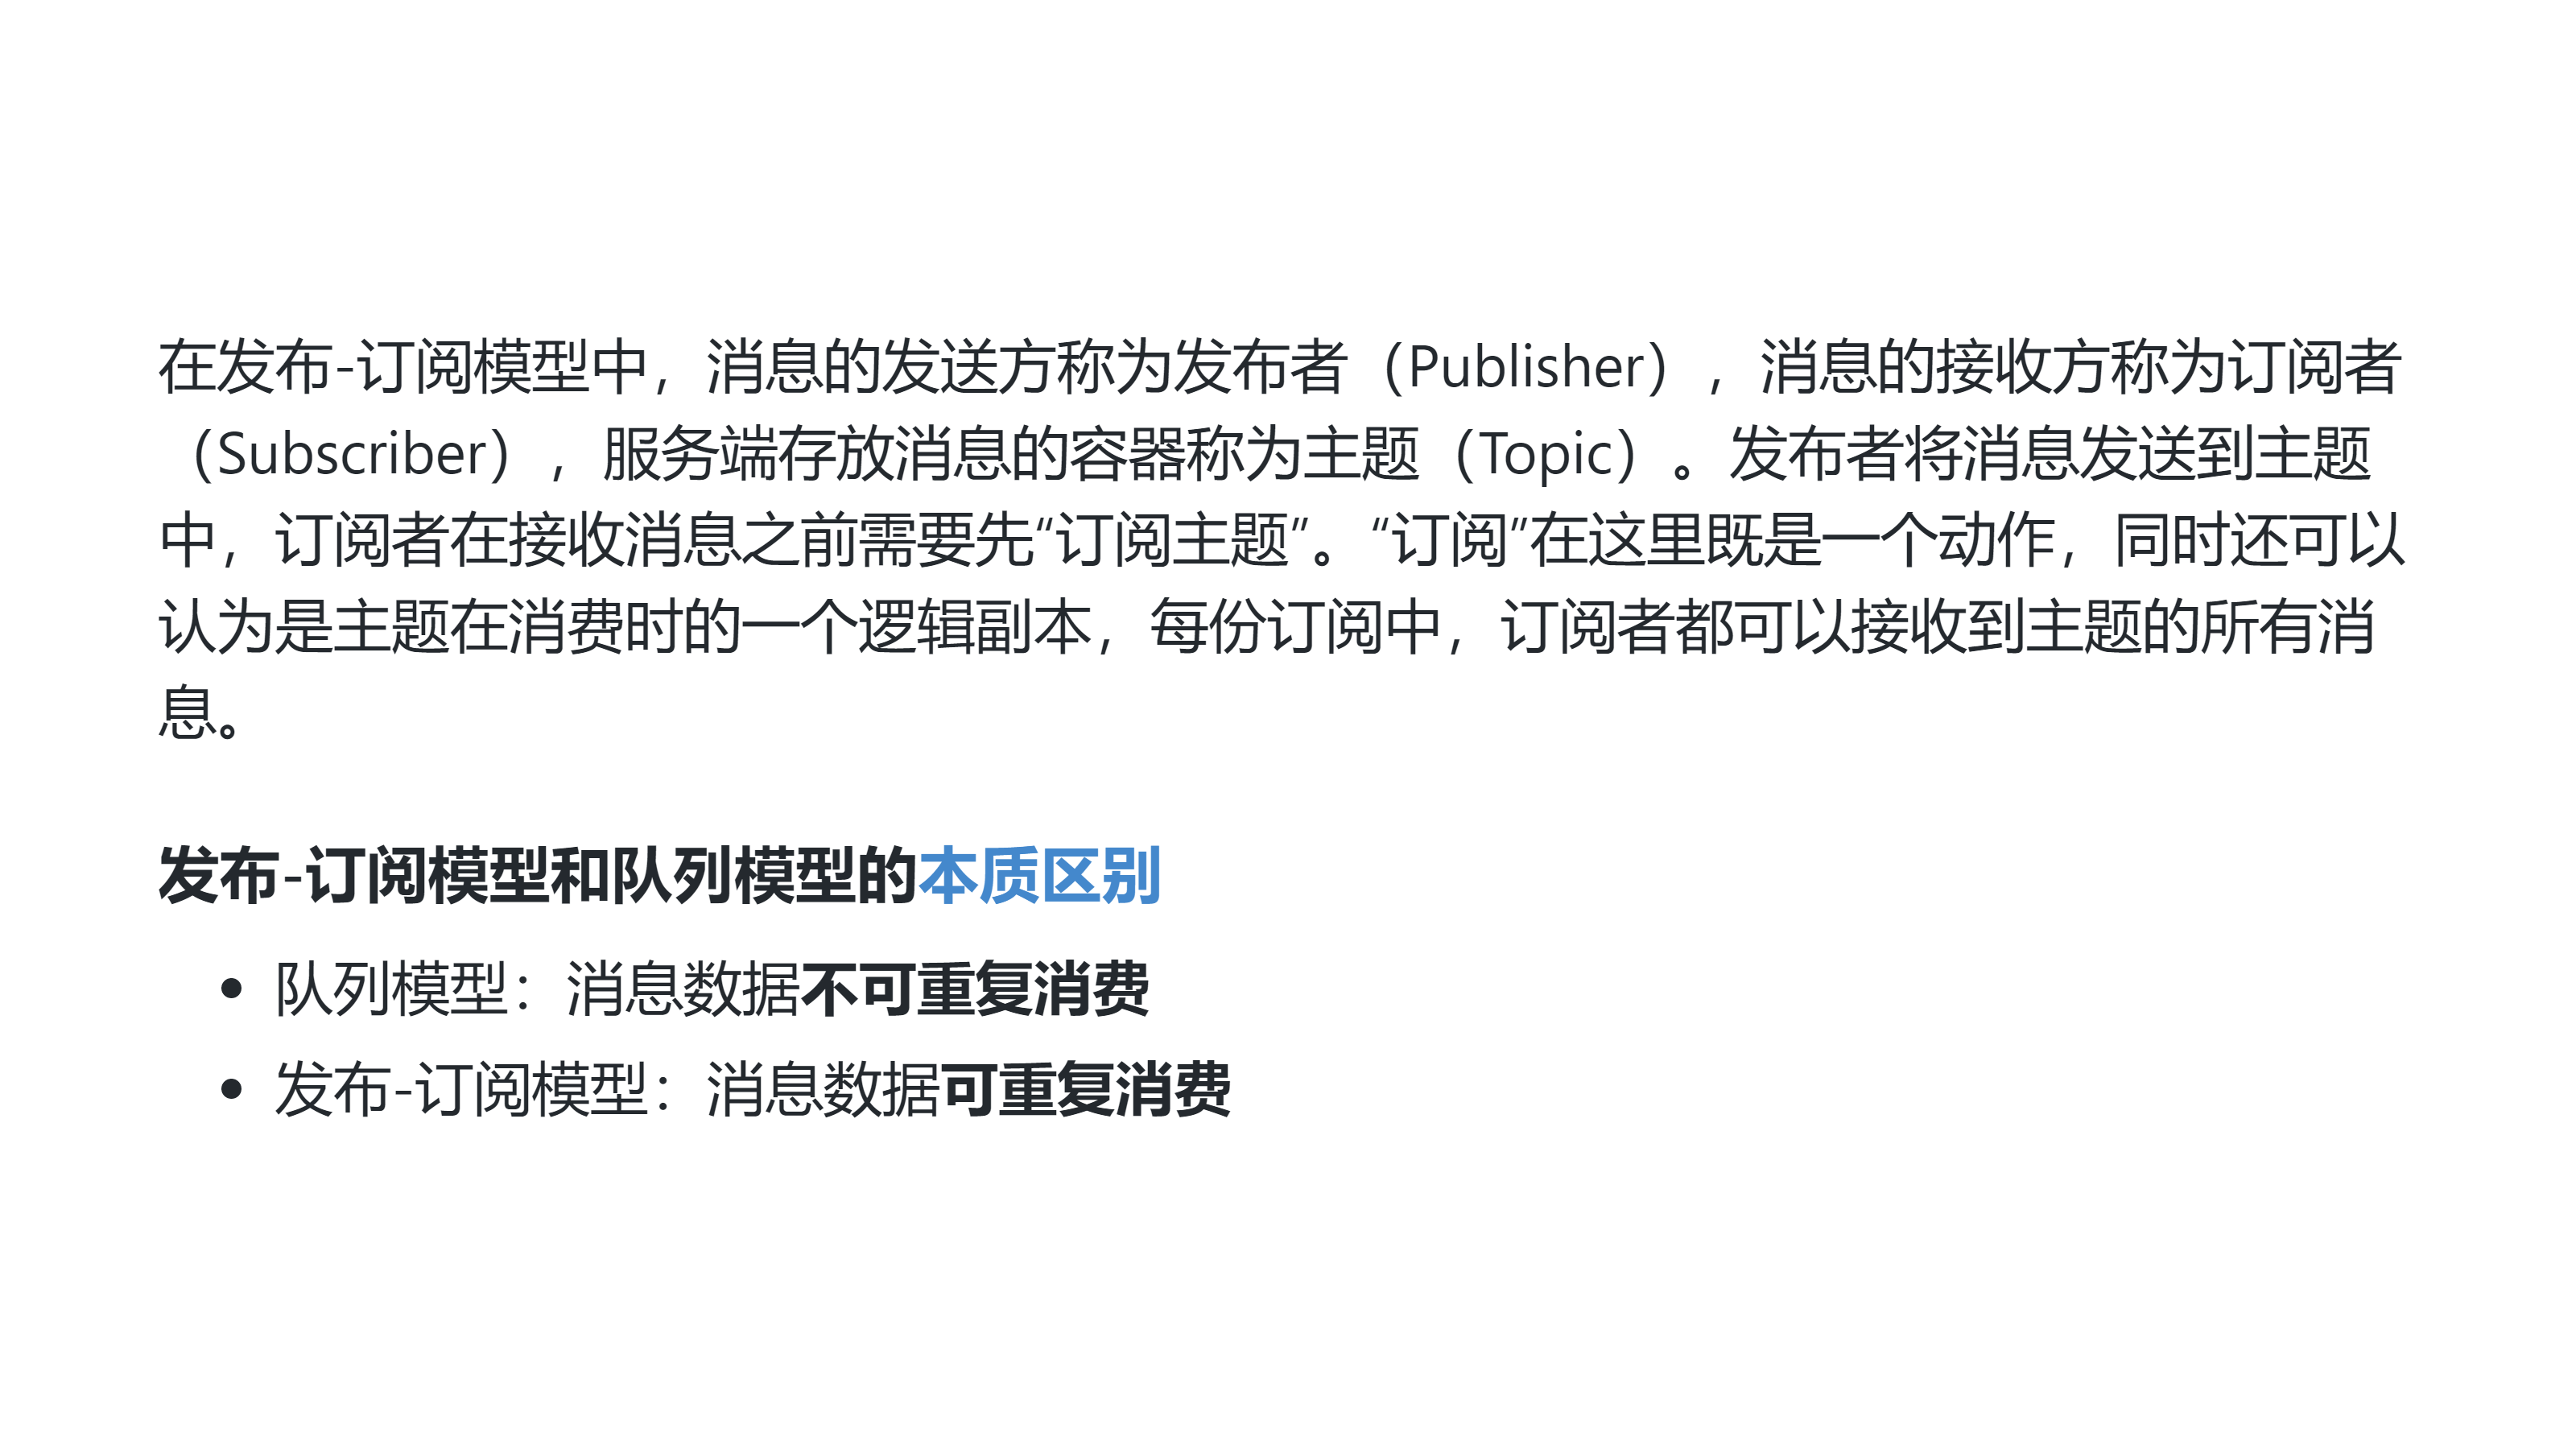 在发布-订阅模型中，消息的发送方称为发布者（Publisher），消息的接收方称为订阅者
（Subscriber），服务端存放消息的容器称为主题（Topic）。发布者将消息发送到主题
中，订阅者在接收消息之前需要先“订阅主题”。“订阅”在这里既是一个动作，同时还可以
认为是主题在消费时的一个逻辑副本，每份订阅中，订阅者都可以接收到主题的所有消
息。
发布-订阅模型和队列模型的本质区别
• 队列模型：消息数据不可重复消费
• 发布-订阅模型：消息数据可重复消费